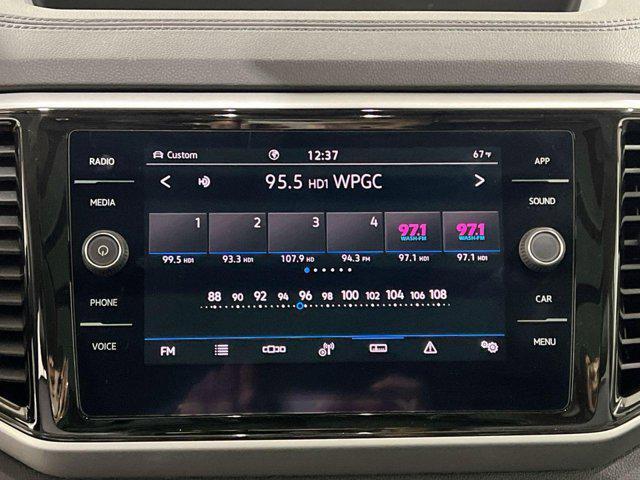 RADIO
MEDIA
PHONE
VOICE
Custom 12:37 67°F
< 95.5 HD1 WPGC >
1 2 3 4 97.1 WASH-FM 97.1 WASH-FM
99.5 HD1 93.3 HD1 107.9 HD 94.3 FM 97.1 HD1 97.1 HD1
88 90 92 94 96 98 100 102 104 106 108
FM
APP
SOUND
CAR
MENU